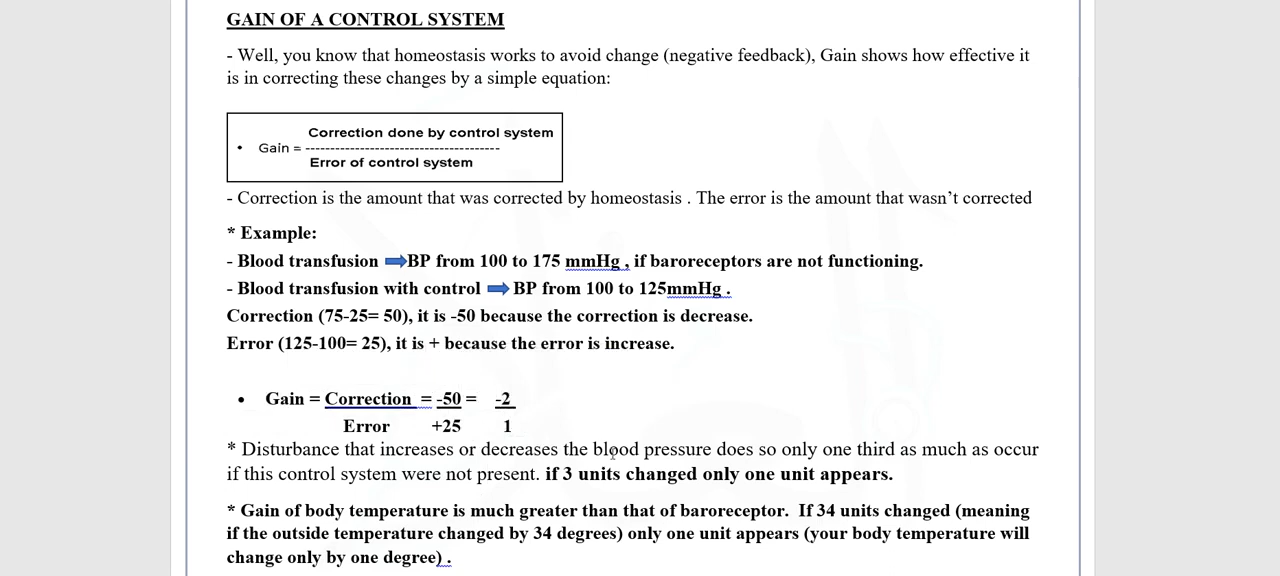 GAIN OF A CONTROL SYSTEM
- Well, you know that homeostasis works to avoid change (negative feedback), Gain shows how effective it
is in correcting these changes by a simple equation:
Correction done by control system
• Gain = ---------------------------------------
Error of control system
- Correction is the amount that was corrected by homeostasis . The error is the amount that wasn’t corrected
* Example:
- Blood transfusion ➡BP from 100 to 175 mmHg , if baroreceptors are not functioning.
- Blood transfusion with control ➡ BP from 100 to 125mmHg .
Correction (75-25= 50), it is -50 because the correction is decrease.
Error (125-100= 25), it is + because the error is increase.
• Gain = Correction = -50 = -2
Error +25 1
* Disturbance that increases or decreases the blood pressure does so only one third as much as occur
if this control system were not present. if 3 units changed only one unit appears.
* Gain of body temperature is much greater than that of baroreceptor. If 34 units changed (meaning
if the outside temperature changed by 34 degrees) only one unit appears (your body temperature will
change only by one degree) .